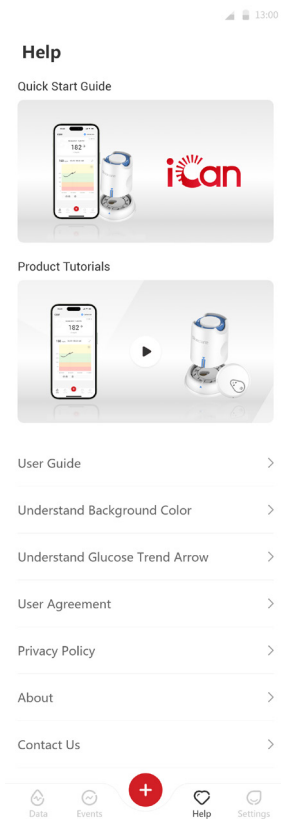 13:00
Help
Quick Start Guide
182
iCan
Product Tutorials
182
User Guide
Understand Background Color
Understand Glucose Trend Arrow
User Agreement
Privacy Policy
About
Contact Us
Data
Events
+
Help
Settings